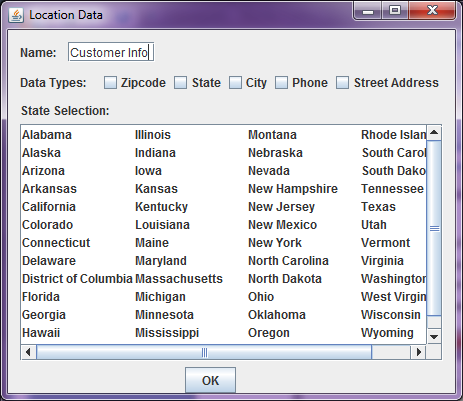 Location Data
Name: Customer Info
Data Types: Zipcode State City Phone Street Address
State Selection:
Alabama Illinois Montana Rhode Islan
Alaska Indiana Nebraska South Carol
Arizona Iowa Nevada South Dako
Arkansas Kansas New Hampshire Tennessee
California Kentucky New Jersey Texas
Colorado Louisiana New Mexico Utah
Connecticut Maine New York Vermont
Delaware Maryland North Carolina Virginia
District of Columbia Massachusetts North Dakota Washington
Florida Michigan Ohio West Virgin
Georgia Minnesota Oklahoma Wisconsin
Hawaii Mississippi Oregon Wyoming
OK